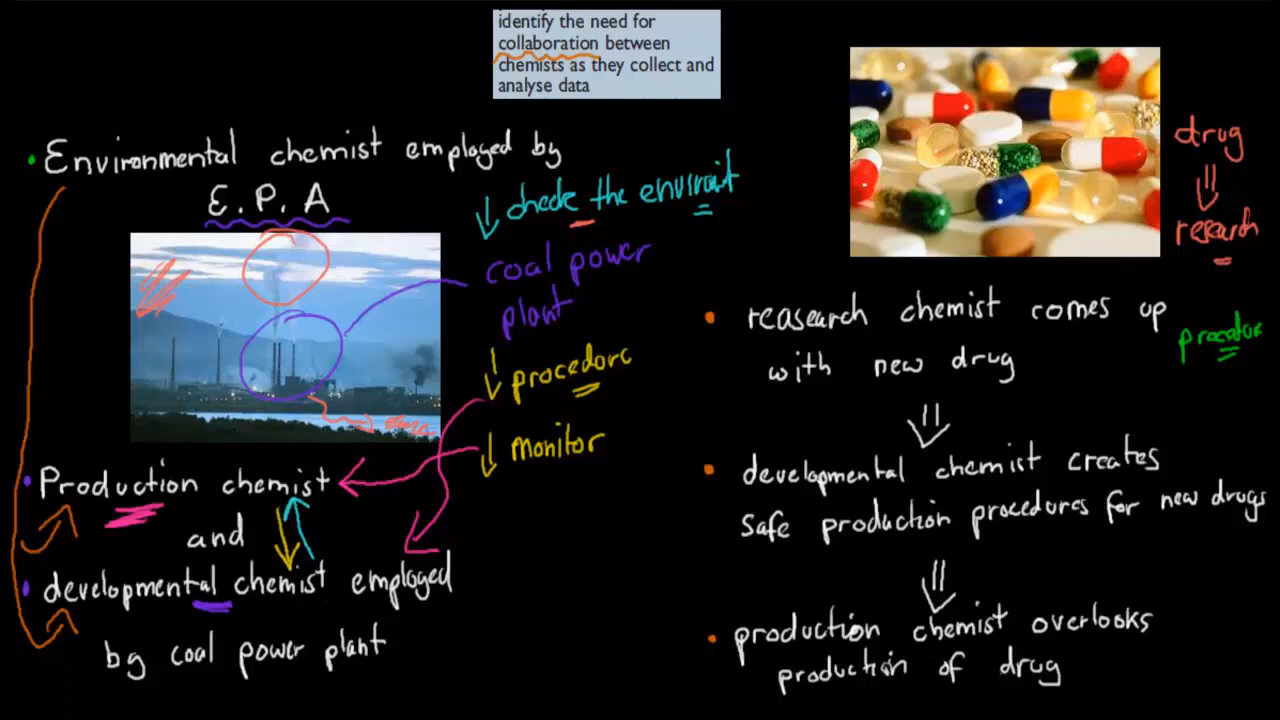 identify the need for
collaboration between
chemists as they collect and
analyse data
• Environmental chemist employed by
E.P.A
check the
coal power
plant
procedure
monitor
• Production chemist
and
• developmental chemist employed
by coal power plant
drug
research
• reasearch chemist comes up
with new drug
• developmental chemist creates
safe production procedures for new drugs
• production chemist overlooks
production of drug